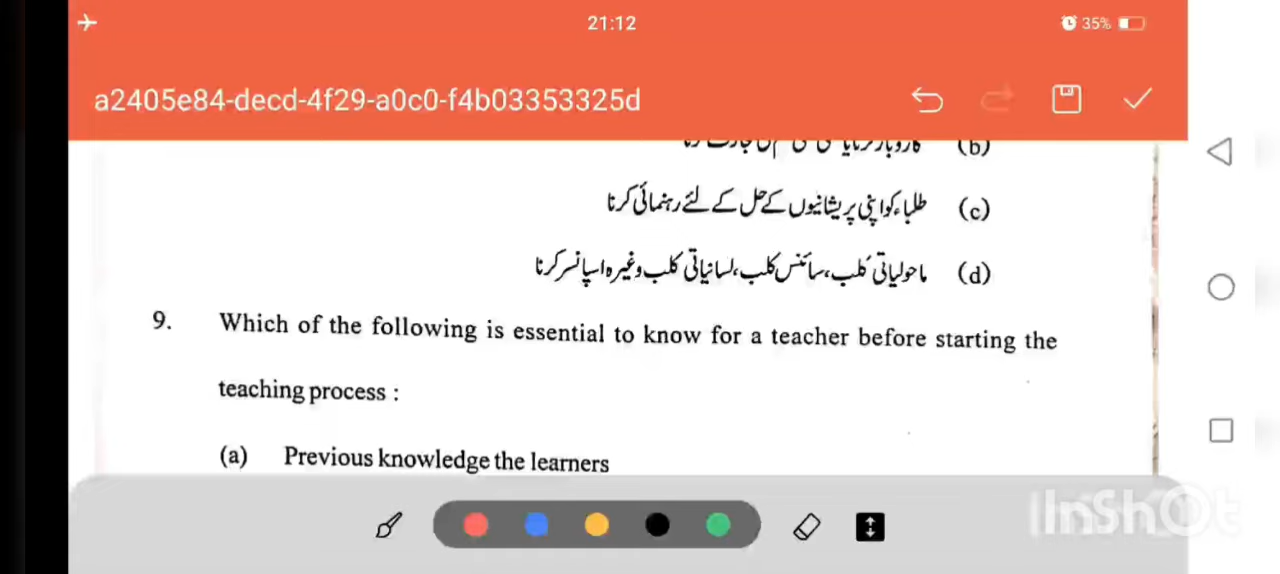 21:12
35%
a2405e84-decd-4f29-a0c0-f4b03353325d
(b)
(c) طلباء کو اپنی پریشانیوں کے حل کے لئے رہنمائی کرنا
(d) ماحولیاتی کلب، سائنس کلب، لسانیاتی کلب وغیرہ اسپانسر کرنا
9. Which of the following is essential to know for a teacher before starting the
teaching process :
(a) Previous knowledge the learners
InShOt